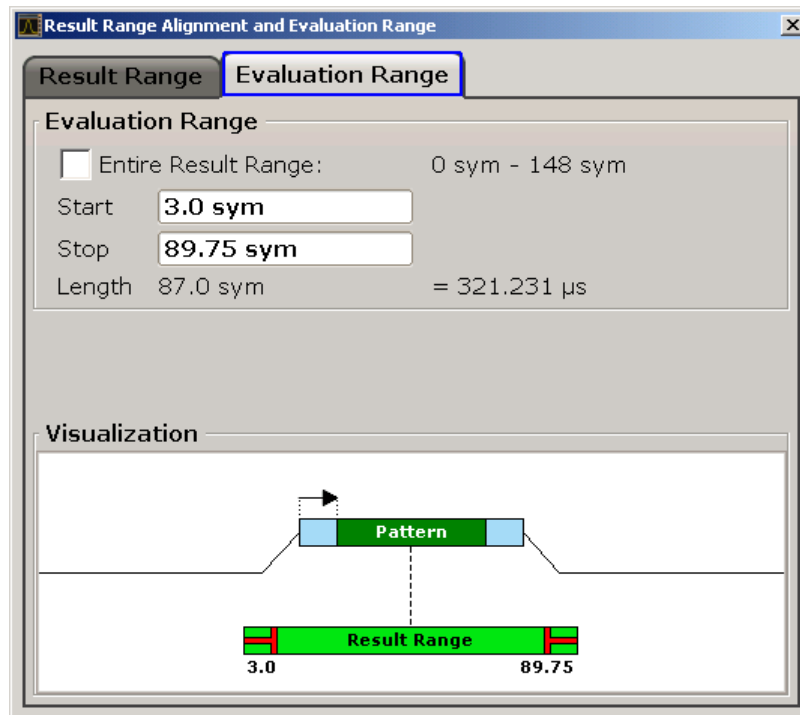 Result Range Alignment and Evaluation Range
Result Range Evaluation Range
Evaluation Range
Entire Result Range: 0 sym - 148 sym
Start 3.0 sym
Stop 89.75 sym
Length 87.0 sym = 321.231 µs
Visualization
Pattern
Result Range
3.0 89.75